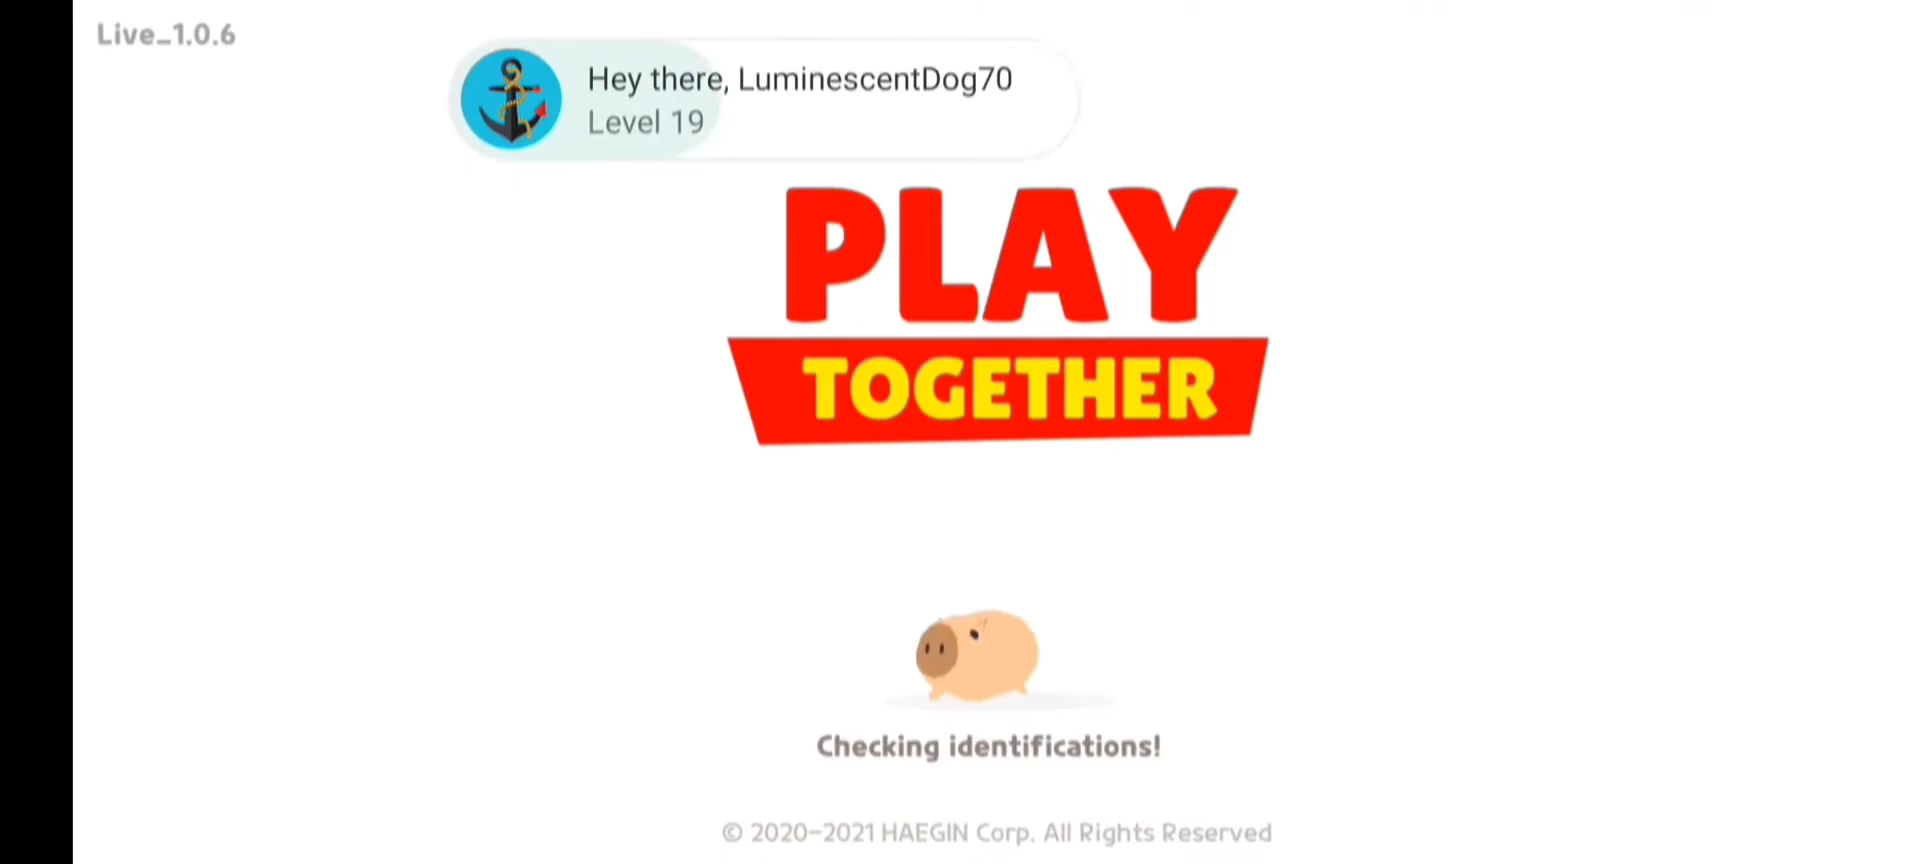 Live_1.0.6
Hey there, LuminescentDog70
Level 19
PLAY
TOGETHER
Checking identifications!
© 2020-2021 HAEGIN Corp. All Rights Reserved